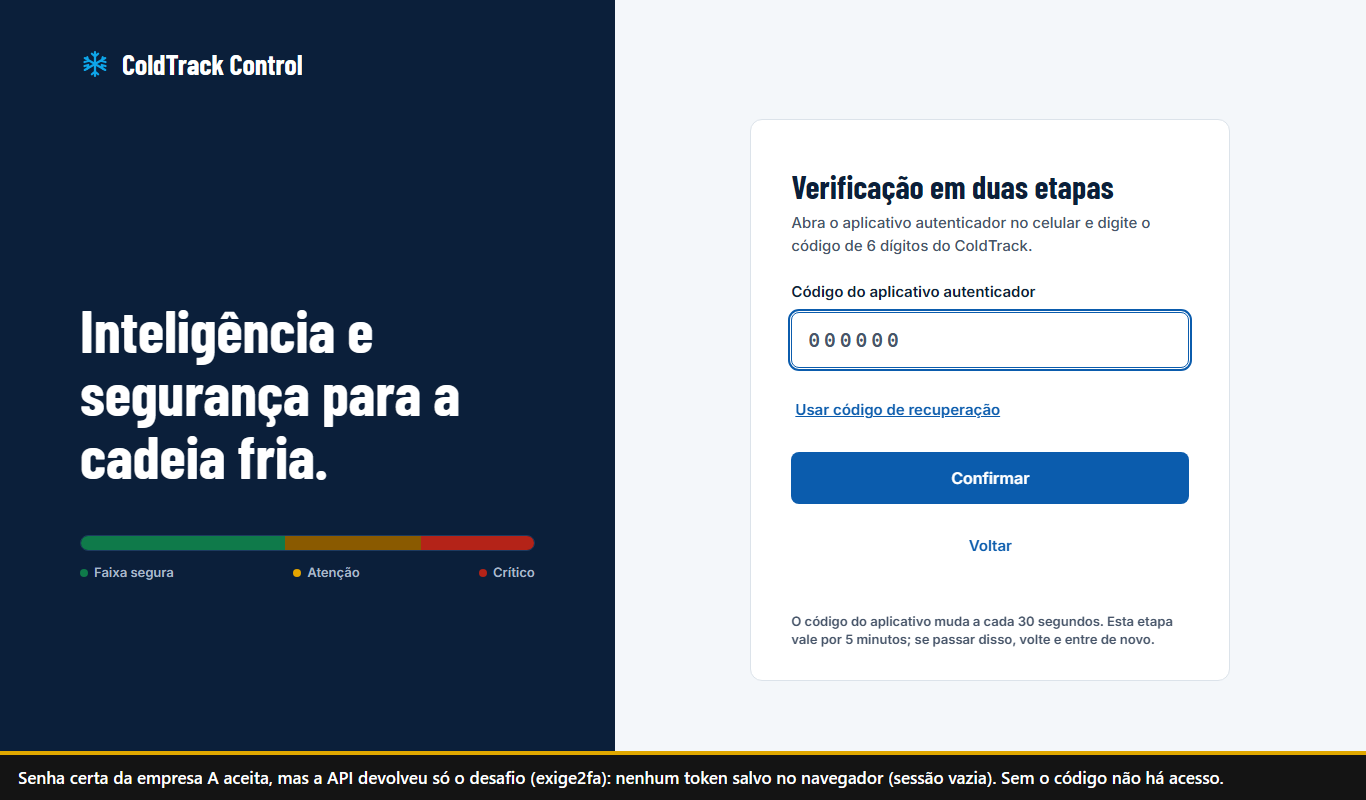 ColdTrack Control
Inteligência e
segurança para a
cadeia fria.
Faixa segura
Atenção
Crítico
Verificação em duas etapas
Abra o aplicativo autenticador no celular e digite o
código de 6 dígitos do ColdTrack.
Código do aplicativo autenticador
000000
Usar código de recuperação
Confirmar
Voltar
O código do aplicativo muda a cada 30 segundos. Esta etapa
vale por 5 minutos; se passar disso, volte e entre de novo.
Senha certa da empresa A aceita, mas a API devolveu só o desafio (exige2fa): nenhum token salvo no navegador (sessão vazia). Sem o código não há acesso.